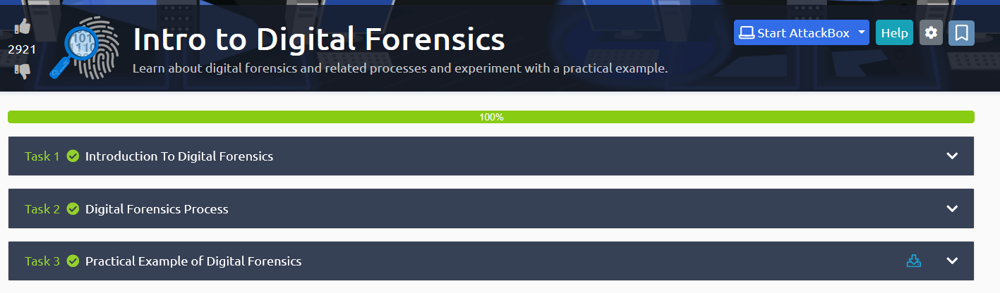 2921
101
110
Intro to Digital Forensics
Learn about digital forensics and related processes and experiment with a practical example.
Start AttackBox
Help
100%
Task 1 Introduction To Digital Forensics
Task 2 Digital Forensics Process
Task 3 Practical Example of Digital Forensics